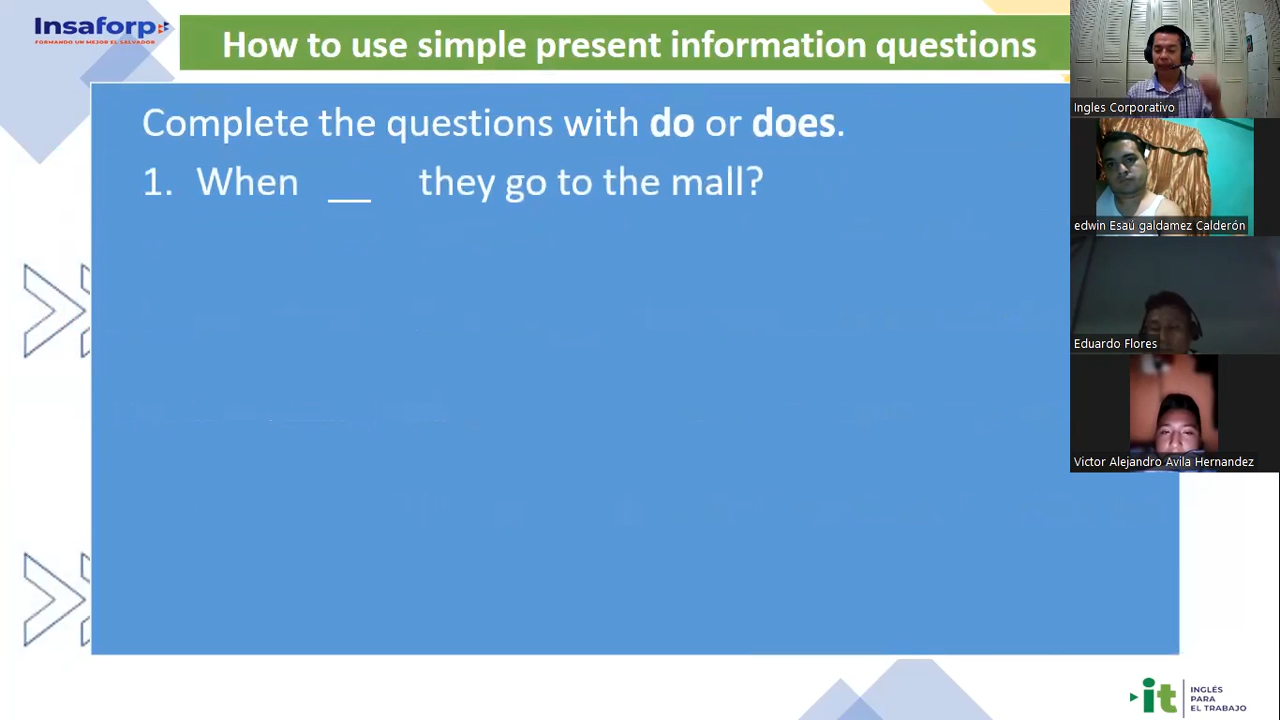 Insaforp
FORMANDO UN MEJOR EL SALVADOR
How to use simple present information questions
Complete the questions with do or does.
1. When __ they go to the mall?
Ingles Corporativo
edwin Esaú galdamez Calderón
Eduardo Flores
Victor Alejandro Avila Hernandez
it
INGLÉS
PARA
EL TRABAJO